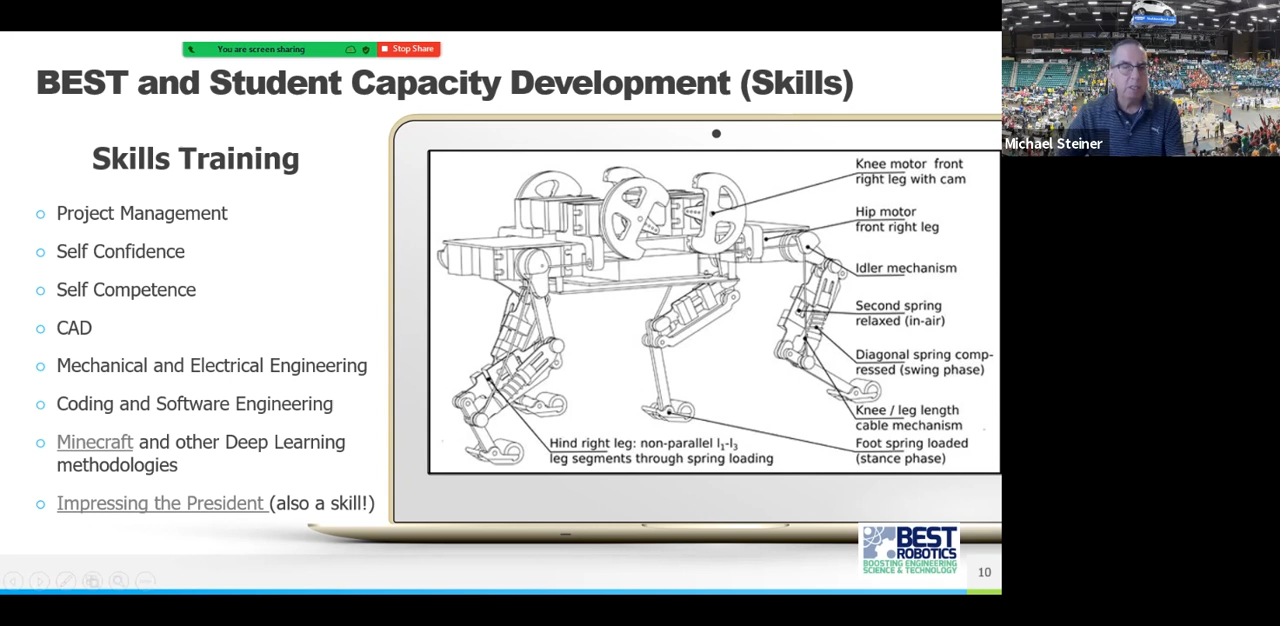 You are screen sharing
Stop Share
BEST and Student Capacity Development (Skills)
Skills Training
Project Management
Self Confidence
Self Competence
CAD
Mechanical and Electrical Engineering
Coding and Software Engineering
Minecraft and other Deep Learning
methodologies
Impressing the President (also a skill!)
Knee motor front
right leg with cam
Hip motor
front right leg
Idler mechanism
Second spring
relaxed (in-air)
Diagonal spring comp-
ressed (swing phase)
Knee / leg length
cable mechanism
Foot spring loaded
(stance phase)
Hind right leg: non-parallel l₁-l₃
leg segments through spring loading
BEST
ROBOTICS
BOOSTING ENGINEERING
SCIENCE & TECHNOLOGY
10
Michael Steiner